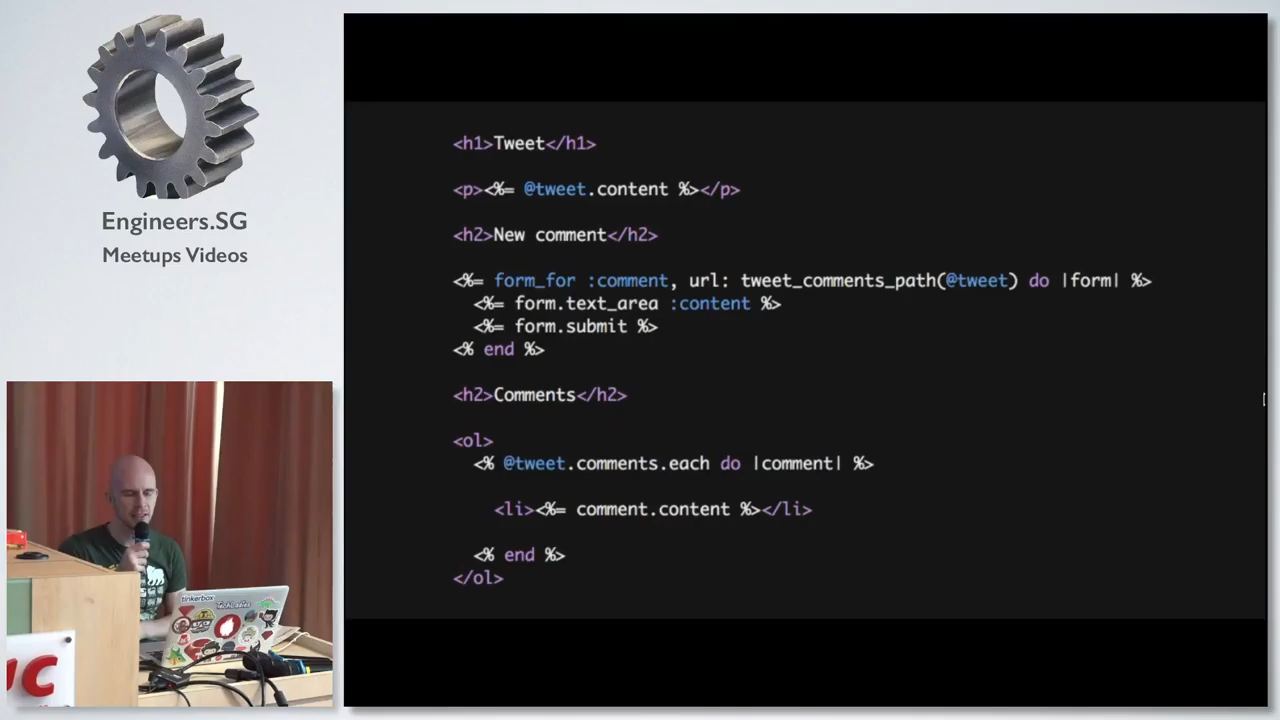 Engineers.SG
Meetups Videos
<h1>Tweet</h1>
<p><%= @tweet.content %></p>
<h2>New comment</h2>
<%= form_for :comment, url: tweet_comments_path(@tweet) do |form| %>
  <%= form.text_area :content %>
  <%= form.submit %>
<% end %>
<h2>Comments</h2>
<ol>
  <% @tweet.comments.each do |comment| %>
    <li><%= comment.content %></li>
  <% end %>
</ol>
tinkerbox
TechLadies